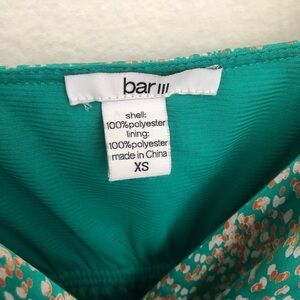 bar III
shell:
100%polyester
lining:
100%polyester
made in China
XS